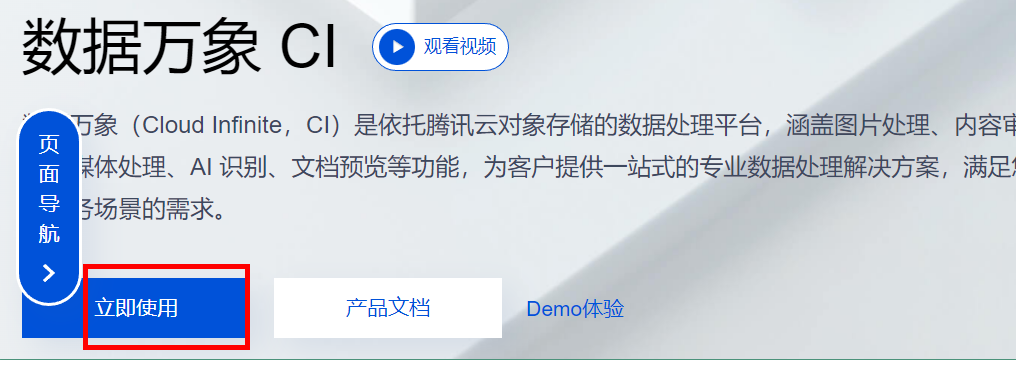 数据万象 CI
观看视频
万象（Cloud Infinite，CI）是依托腾讯云对象存储的数据处理平台，涵盖图片处理、内容审
媒体处理、AI 识别、文档预览等功能，为客户提供一站式的专业数据处理解决方案，满足您
务场景的需求。
页
面
导
航
立即使用
产品文档
Demo体验